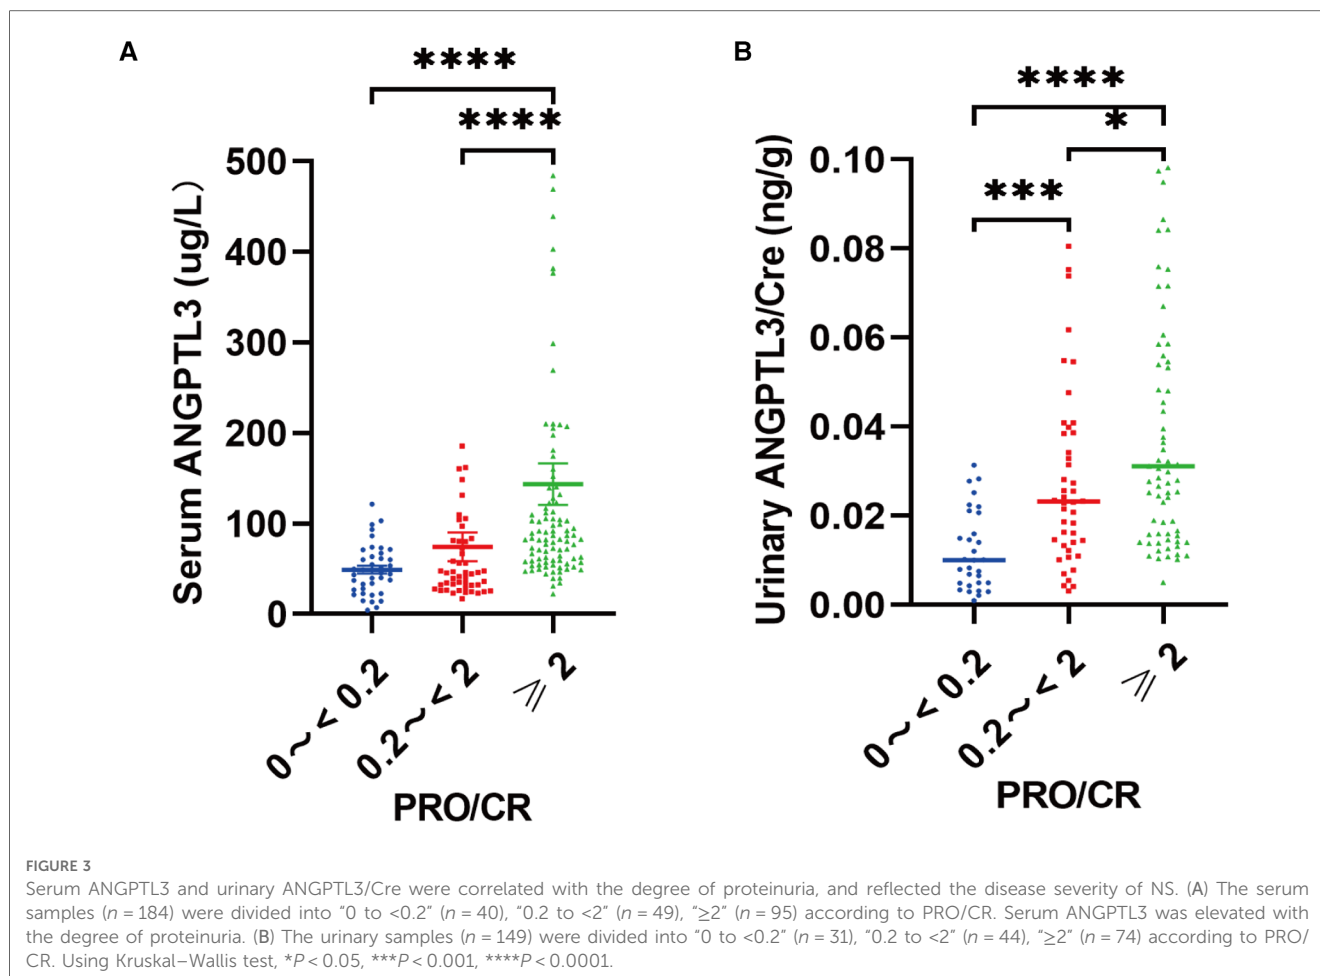 A
B
****
****
****
*
***
Serum ANGPTL3 (ug/L)
500
400
300
200
100
0
0～< 0.2
0.2～< 2
⩾ 2
PRO/CR
Urinary ANGPTL3/Cre (ng/g)
0.10
0.08
0.06
0.04
0.02
0.00
0～< 0.2
0.2～< 2
⩾ 2
PRO/CR
FIGURE 3
Serum ANGPTL3 and urinary ANGPTL3/Cre were correlated with the degree of proteinuria, and reflected the disease severity of NS. (A) The serum
samples (n = 184) were divided into “0 to <0.2” (n = 40), “0.2 to <2” (n = 49), “≥2” (n = 95) according to PRO/CR. Serum ANGPTL3 was elevated with
the degree of proteinuria. (B) The urinary samples (n = 149) were divided into “0 to <0.2” (n = 31), “0.2 to <2” (n = 44), “≥2” (n = 74) according to PRO/
CR. Using Kruskal–Wallis test, *P < 0.05, ***P < 0.001, ****P < 0.0001.